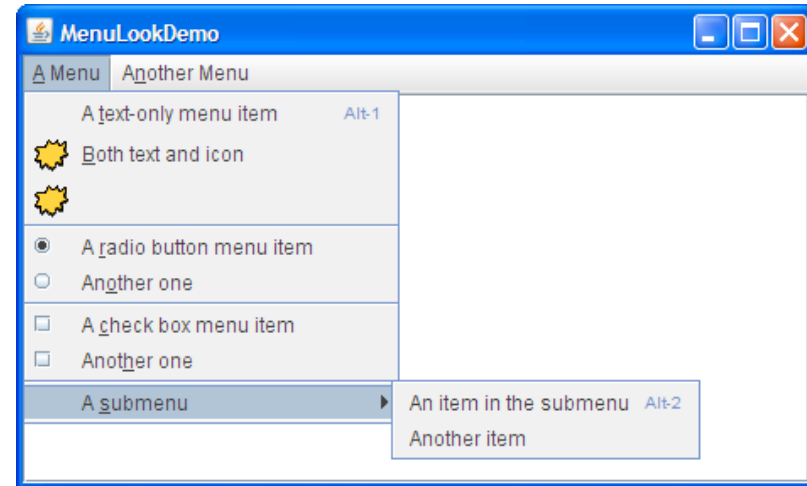 MenuLookDemo
A Menu Another Menu
A text-only menu item Alt-1
Both text and icon
A radio button menu item
Another one
A check box menu item
Another one
A submenu
An item in the submenu Alt-2
Another item